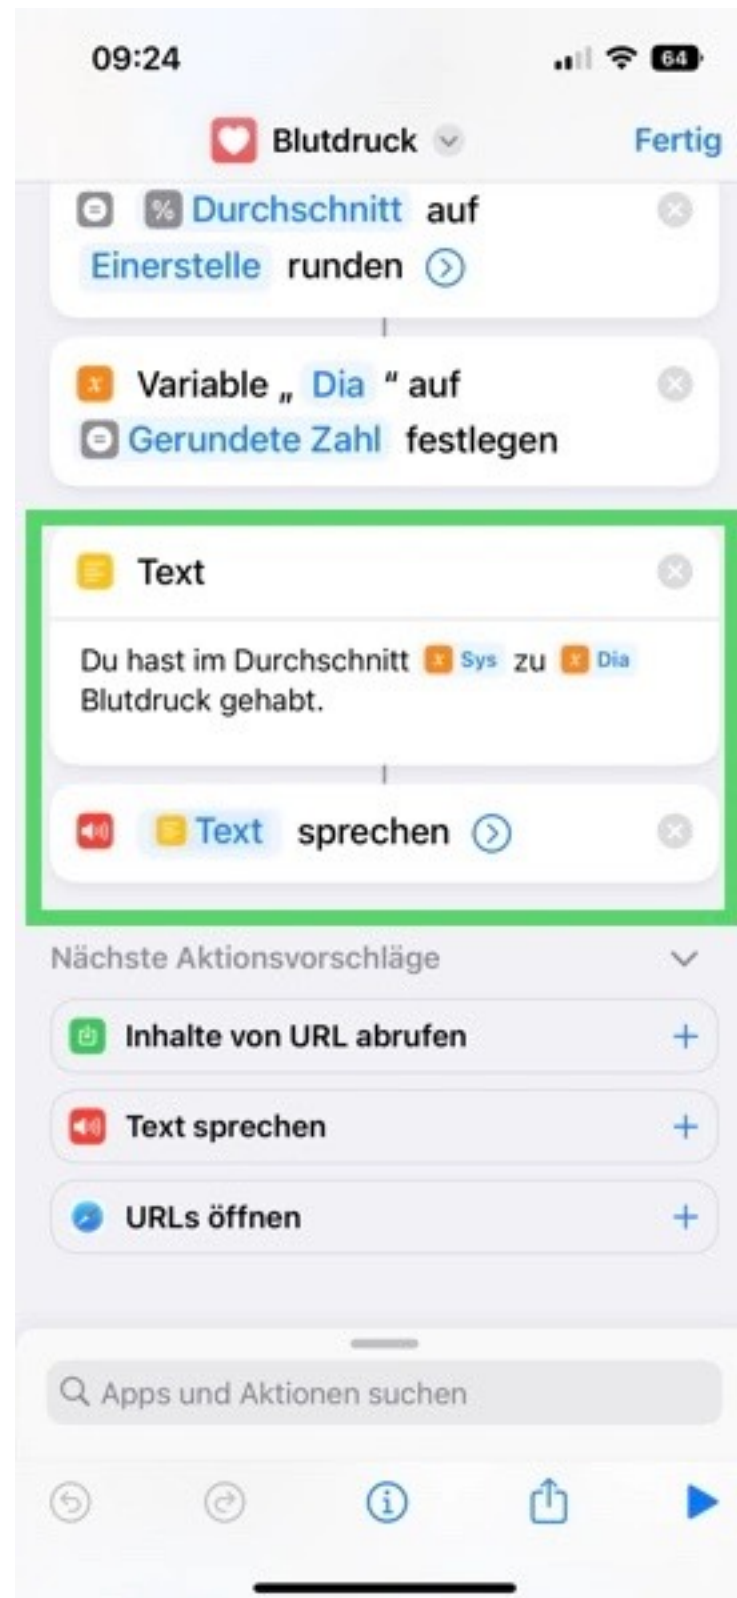 09:24
64
Blutdruck
Fertig
% Durchschnitt auf
Einerstelle runden
x Variable „ Dia “ auf
Gerundete Zahl festlegen
Text
Du hast im Durchschnitt x Sys zu x Dia
Blutdruck gehabt.
Text sprechen
Nächste Aktionsvorschläge
Inhalte von URL abrufen
Text sprechen
URLs öffnen
Apps und Aktionen suchen